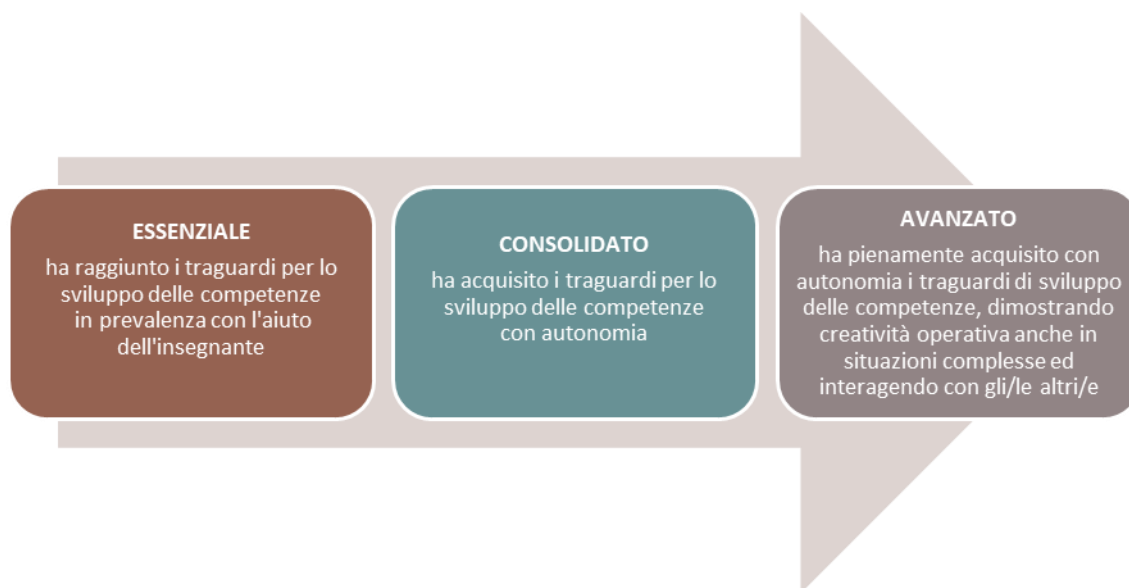 ESSENZIALE
ha raggiunto i traguardi per lo
sviluppo delle competenze
in prevalenza con l'aiuto
dell'insegnante
CONSOLIDATO
ha acquisito i traguardi per lo
sviluppo delle competenze
con autonomia
AVANZATO
ha pienamente acquisito con
autonomia i traguardi di sviluppo
delle competenze, dimostrando
creatività operativa anche in
situazioni complesse ed
interagendo con gli/le altri/e